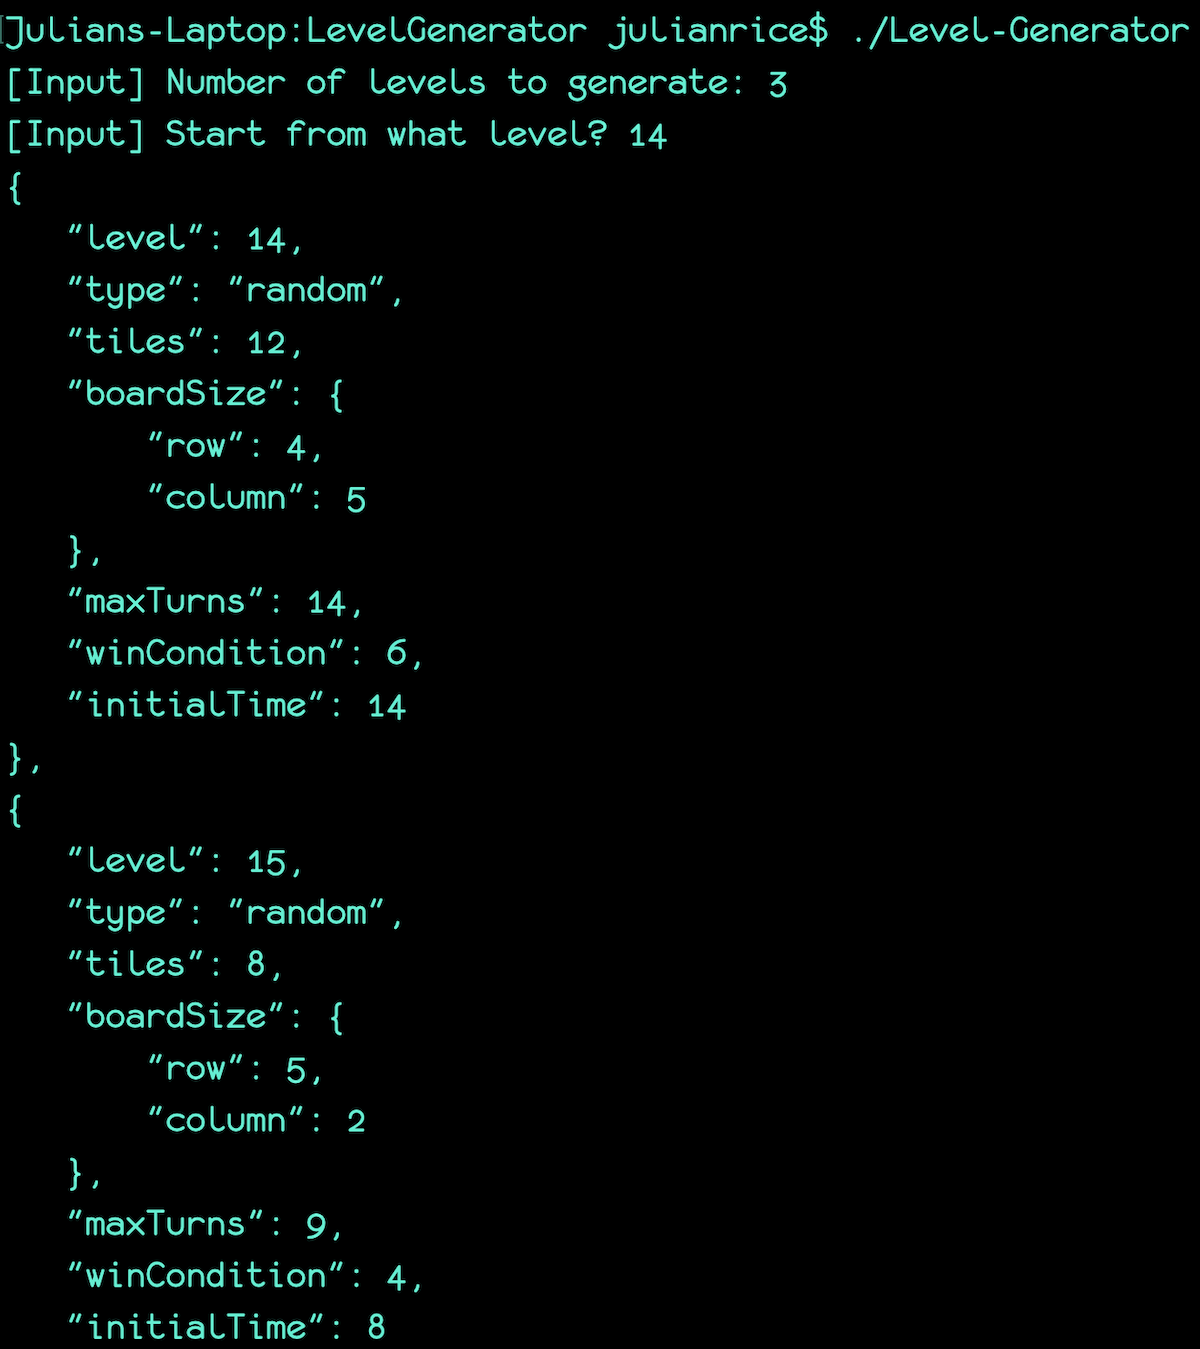 Julians-Laptop:LevelGenerator julianrice$ ./Level-Generator
[Input] Number of levels to generate: 3
[Input] Start from what level? 14
{
    "level": 14,
    "type": "random",
    "tiles": 12,
    "boardSize": {
        "row": 4,
        "column": 5
    },
    "maxTurns": 14,
    "winCondition": 6,
    "initialTime": 14
},
{
    "level": 15,
    "type": "random",
    "tiles": 8,
    "boardSize": {
        "row": 5,
        "column": 2
    },
    "maxTurns": 9,
    "winCondition": 4,
    "initialTime": 8